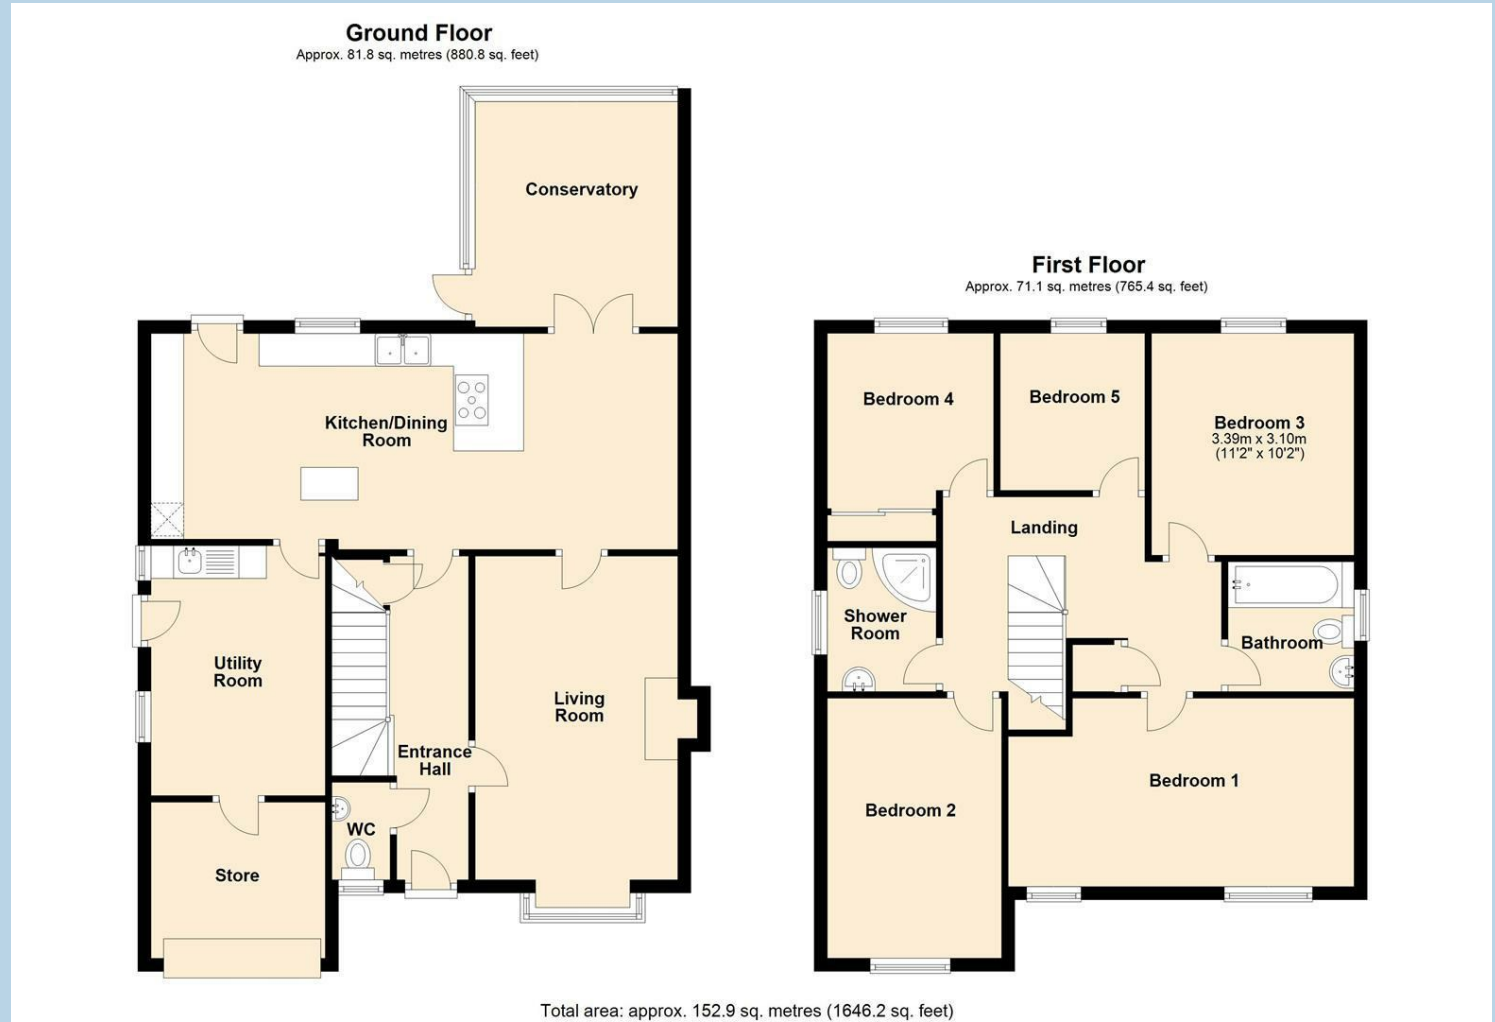 Ground Floor
Approx. 81.8 sq. metres (880.8 sq. feet)
Conservatory
Kitchen/Dining
Room
Utility
Room
Living
Room
Entrance
Hall
WC
Store
First Floor
Approx. 71.1 sq. metres (765.4 sq. feet)
Bedroom 4
Bedroom 5
Bedroom 3
3.39m x 3.10m
(11'2" x 10'2")
Landing
Shower
Room
Bathroom
Bedroom 1
Bedroom 2
Total area: approx. 152.9 sq. metres (1646.2 sq. feet)